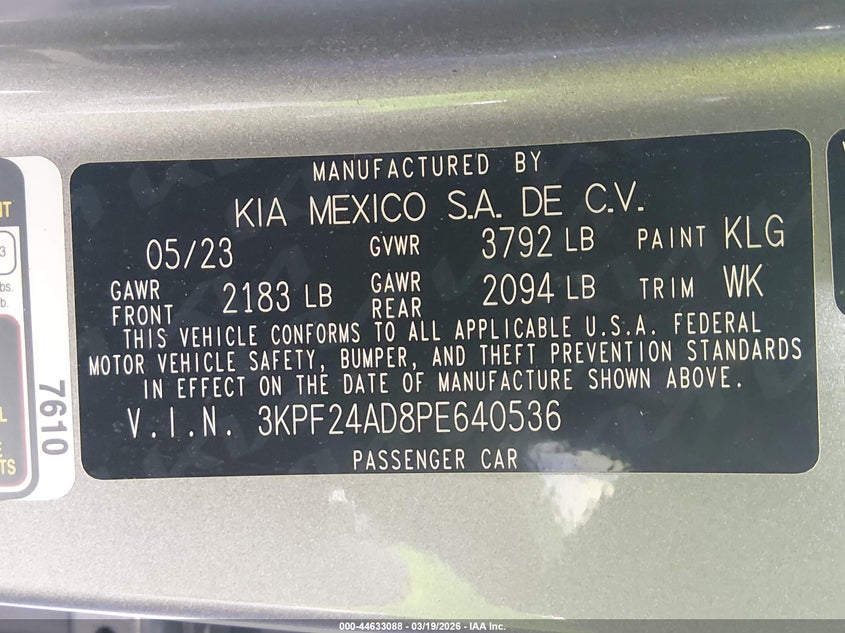 MANUFACTURED BY
KIA MEXICO S.A. DE C.V.
05/23 GVWR 3792 LB PAINT KLG
GAWR FRONT 2183 LB GAWR REAR 2094 LB TRIM WK
THIS VEHICLE CONFORMS TO ALL APPLICABLE U.S.A. FEDERAL
MOTOR VEHICLE SAFETY, BUMPER, AND THEFT PREVENTION STANDARDS
IN EFFECT ON THE DATE OF MANUFACTURE SHOWN ABOVE.
V.I.N. 3KPF24AD8PE640536
PASSENGER CAR
7610
000-44633088 — 03/19/2026 — IAA Inc.